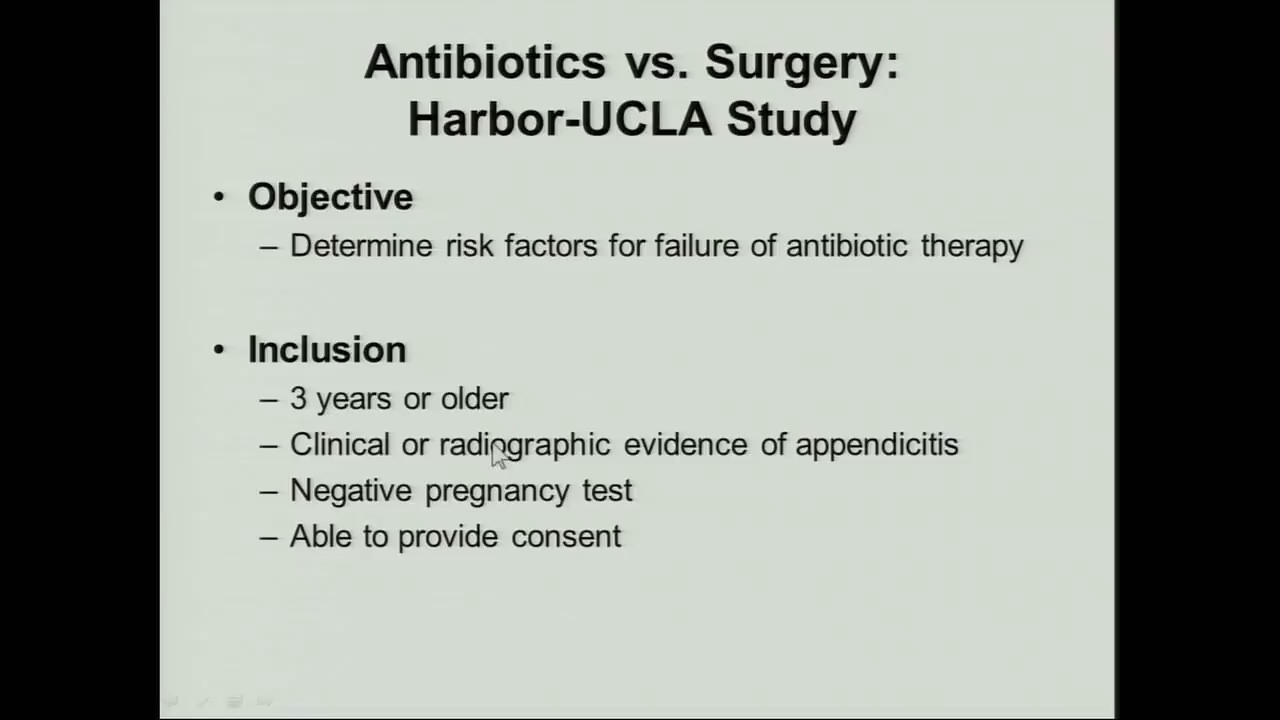 Antibiotics vs. Surgery:
Harbor-UCLA Study
• Objective
– Determine risk factors for failure of antibiotic therapy
• Inclusion
– 3 years or older
– Clinical or radiographic evidence of appendicitis
– Negative pregnancy test
– Able to provide consent